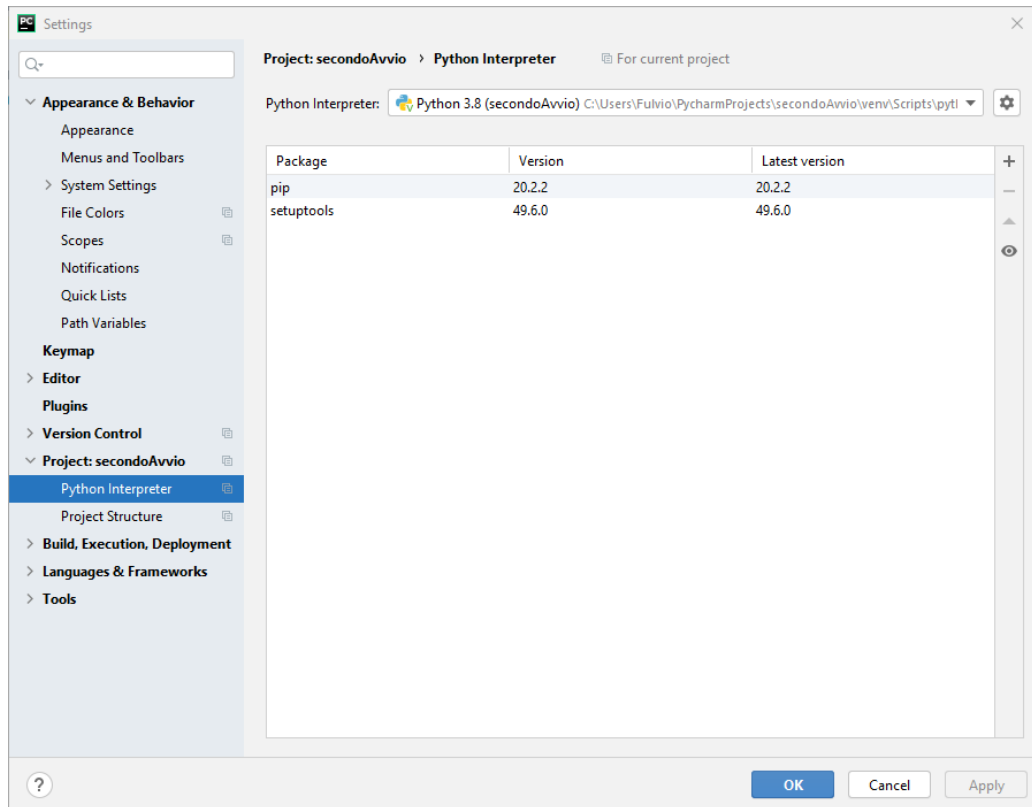 PC Settings
Project: secondoAvvio > Python Interpreter For current project
Python Interpreter: Python 3.8 (secondoAvvio) C:\Users\Fulvio\PycharmProjects\secondoAvvio\venv\Scripts\pytl
Appearance & Behavior
Appearance
Menus and Toolbars
System Settings
File Colors
Scopes
Notifications
Quick Lists
Path Variables
Keymap
Editor
Plugins
Version Control
Project: secondoAvvio
Python Interpreter
Project Structure
Build, Execution, Deployment
Languages & Frameworks
Tools
Package Version Latest version
pip 20.2.2 20.2.2
setuptools 49.6.0 49.6.0
? OK Cancel Apply